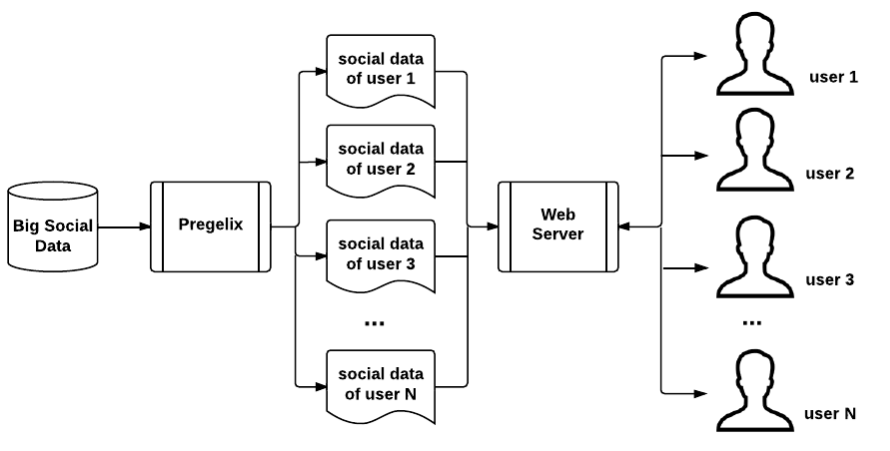 Big Social
Data
Pregelix
social data
of user 1
social data
of user 2
social data
of user 3
...
social data
of user N
Web
Server
user 1
user 2
user 3
...
user N